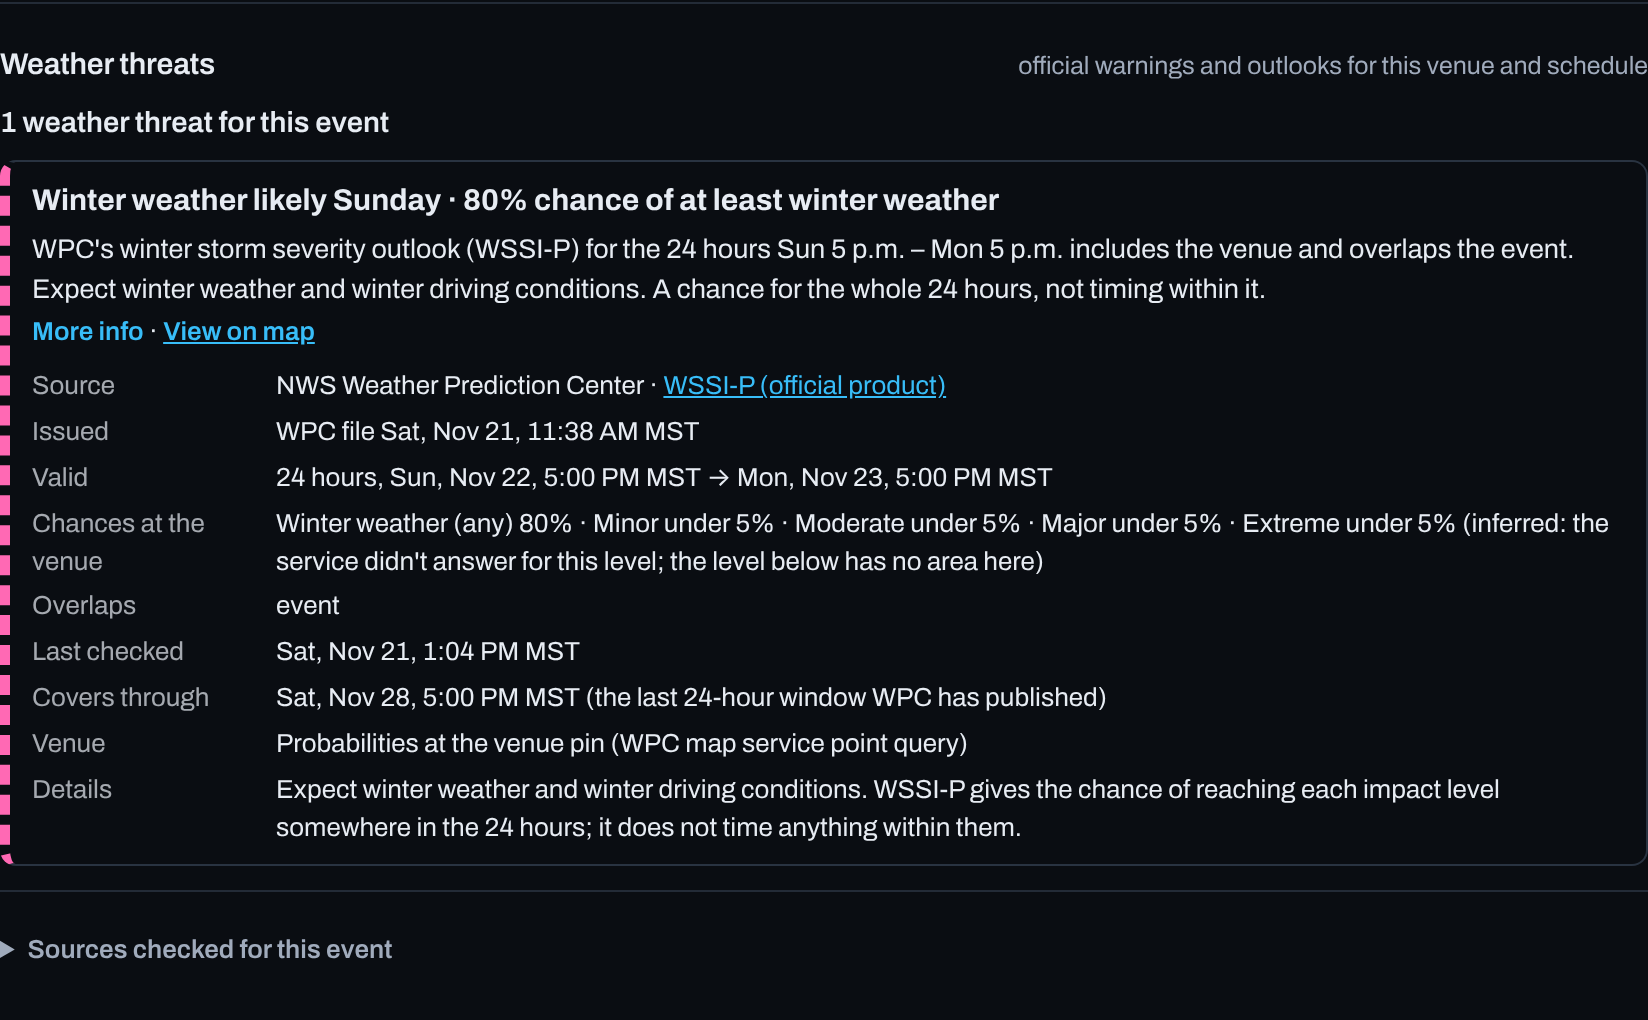 Weather threats
official warnings and outlooks for this venue and schedule
1 weather threat for this event
Winter weather likely Sunday · 80% chance of at least winter weather
WPC's winter storm severity outlook (WSSI-P) for the 24 hours Sun 5 p.m. – Mon 5 p.m. includes the venue and overlaps the event.
Expect winter weather and winter driving conditions. A chance for the whole 24 hours, not timing within it.
More info · View on map
Source NWS Weather Prediction Center · WSSI-P (official product)
Issued WPC file Sat, Nov 21, 11:38 AM MST
Valid 24 hours, Sun, Nov 22, 5:00 PM MST → Mon, Nov 23, 5:00 PM MST
Chances at the venue Winter weather (any) 80% · Minor under 5% · Moderate under 5% · Major under 5% · Extreme under 5% (inferred: the
service didn't answer for this level; the level below has no area here)
Overlaps event
Last checked Sat, Nov 21, 1:04 PM MST
Covers through Sat, Nov 28, 5:00 PM MST (the last 24-hour window WPC has published)
Venue Probabilities at the venue pin (WPC map service point query)
Details Expect winter weather and winter driving conditions. WSSI-P gives the chance of reaching each impact level
somewhere in the 24 hours; it does not time anything within them.
▶ Sources checked for this event